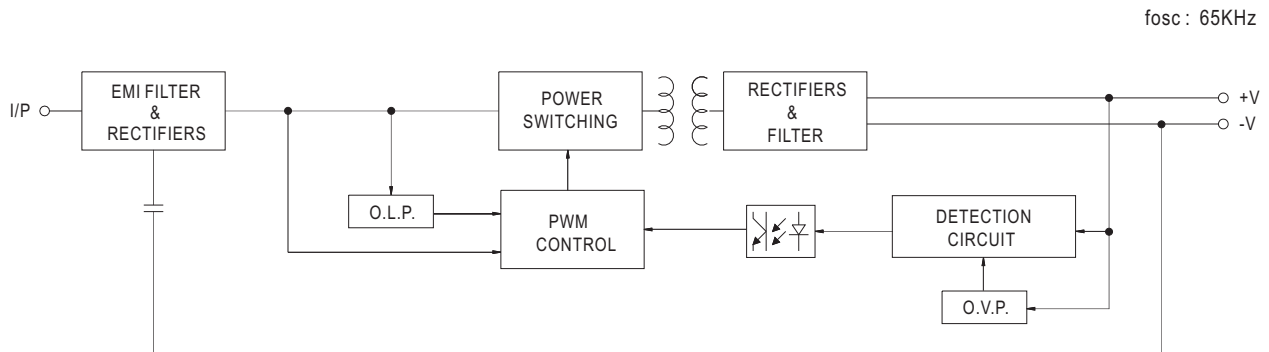 fosc : 65KHz
I/P
EMI FILTER
&
RECTIFIERS
POWER
SWITCHING
RECTIFIERS
&
FILTER
+V
-V
O.L.P.
PWM
CONTROL
DETECTION
CIRCUIT
O.V.P.